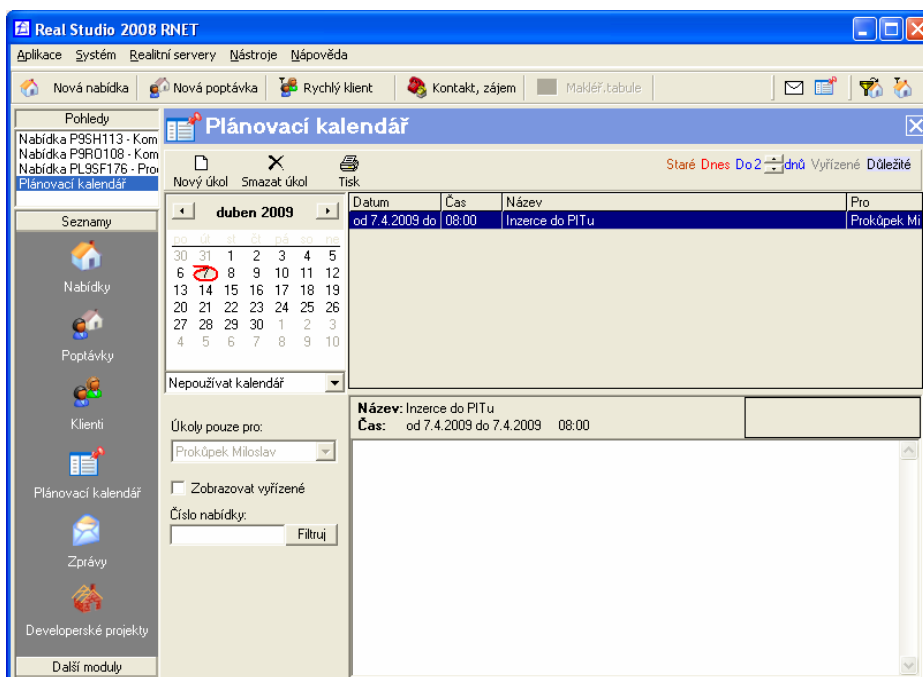 Real Studio 2008 RNET
Aplikace Systém Realitní servery Nástroje Nápověda
Nová nabídka Nová poptávka Rychlý klient Kontakt, zájem Makléř.tabule
Pohledy
Nabídka P9SH113 - Kom
Nabídka P9RO108 - Kom
Nabídka PL9SF176 - Pro
Plánovací kalendář
Seznamy
Nabídky
Poptávky
Klienti
Plánovací kalendář
Zprávy
Developerské projekty
Další moduly
Plánovací kalendář
Nový úkol Smazat úkol Tisk
Staré Dnes Do 2 dnů Vyřízené Důležité
duben 2009
po út st čt pá so ne
30 31 1 2 3 4 5
6 7 8 9 10 11 12
13 14 15 16 17 18 19
20 21 22 23 24 25 26
27 28 29 30 1 2 3
4 5 6 7 8 9 10
Nepoužívat kalendář
Úkoly pouze pro:
Prokůpek Miloslav
Zobrazovat vyřízené
Číslo nabídky:
Filtruj
Datum Čas Název Pro
od 7.4.2009 do 08:00 Inzerce do PITu Prokůpek Mi
Název: Inzerce do PITu
Čas: od 7.4.2009 do 7.4.2009 08:00